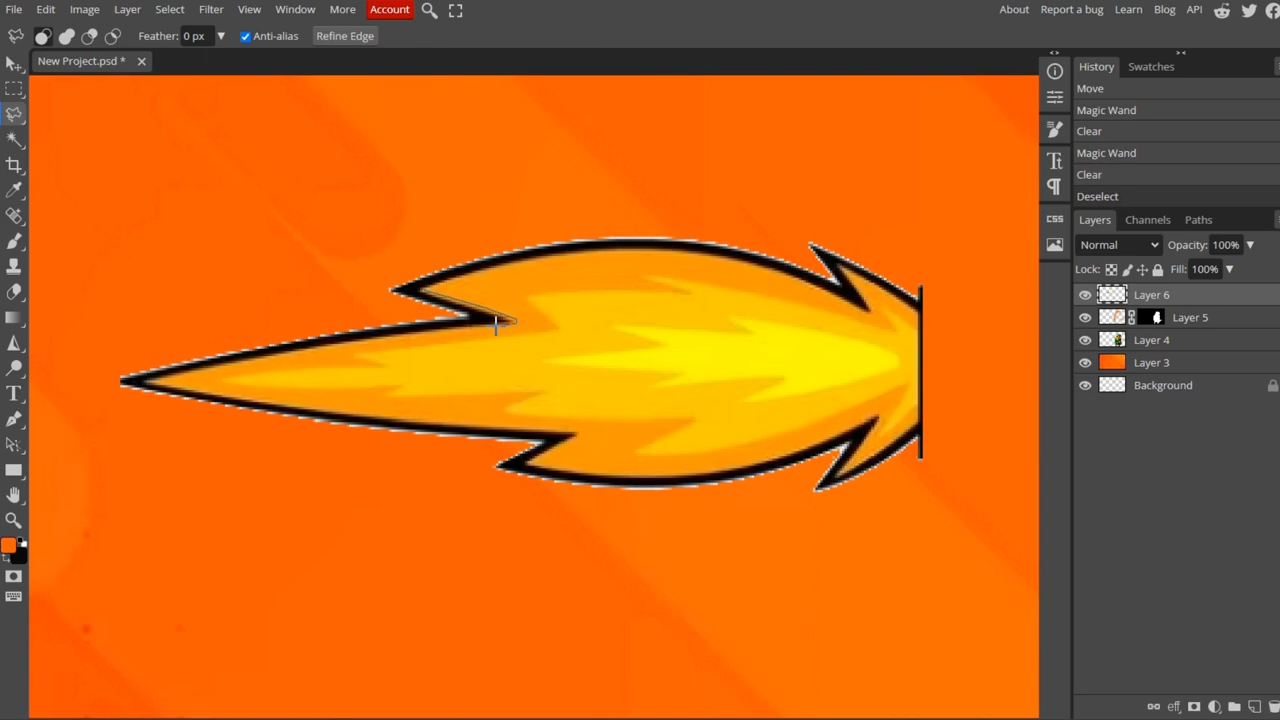 File Edit Image Layer Select Filter View Window More Account About Report a bug Learn Blog API
Feather: 0 px Anti-alias Refine Edge
New Project.psd *
History Swatches
Move
Magic Wand
Clear
Magic Wand
Clear
Deselect
Layers Channels Paths
Normal Opacity: 100%
Lock: Fill: 100%
Layer 6
Layer 5
Layer 4
Layer 3
Background
CSS
eff